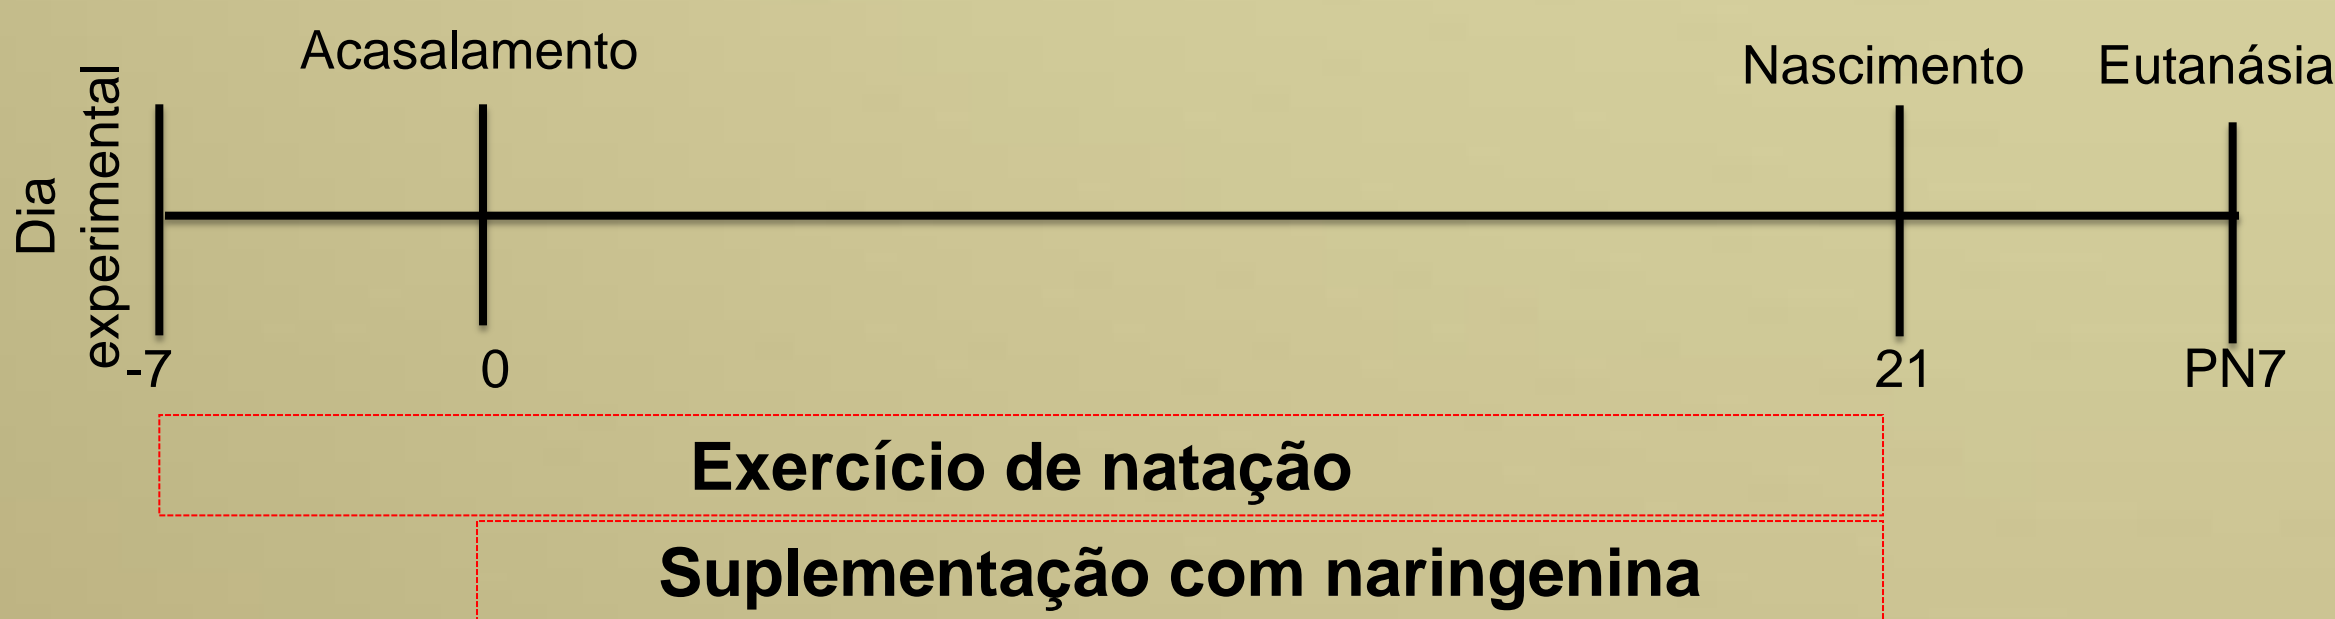 Acasalamento
Nascimento
Eutanásia
Dia
experimental
-7
0
21
PN7
Exercício de natação
Suplementação com naringenina